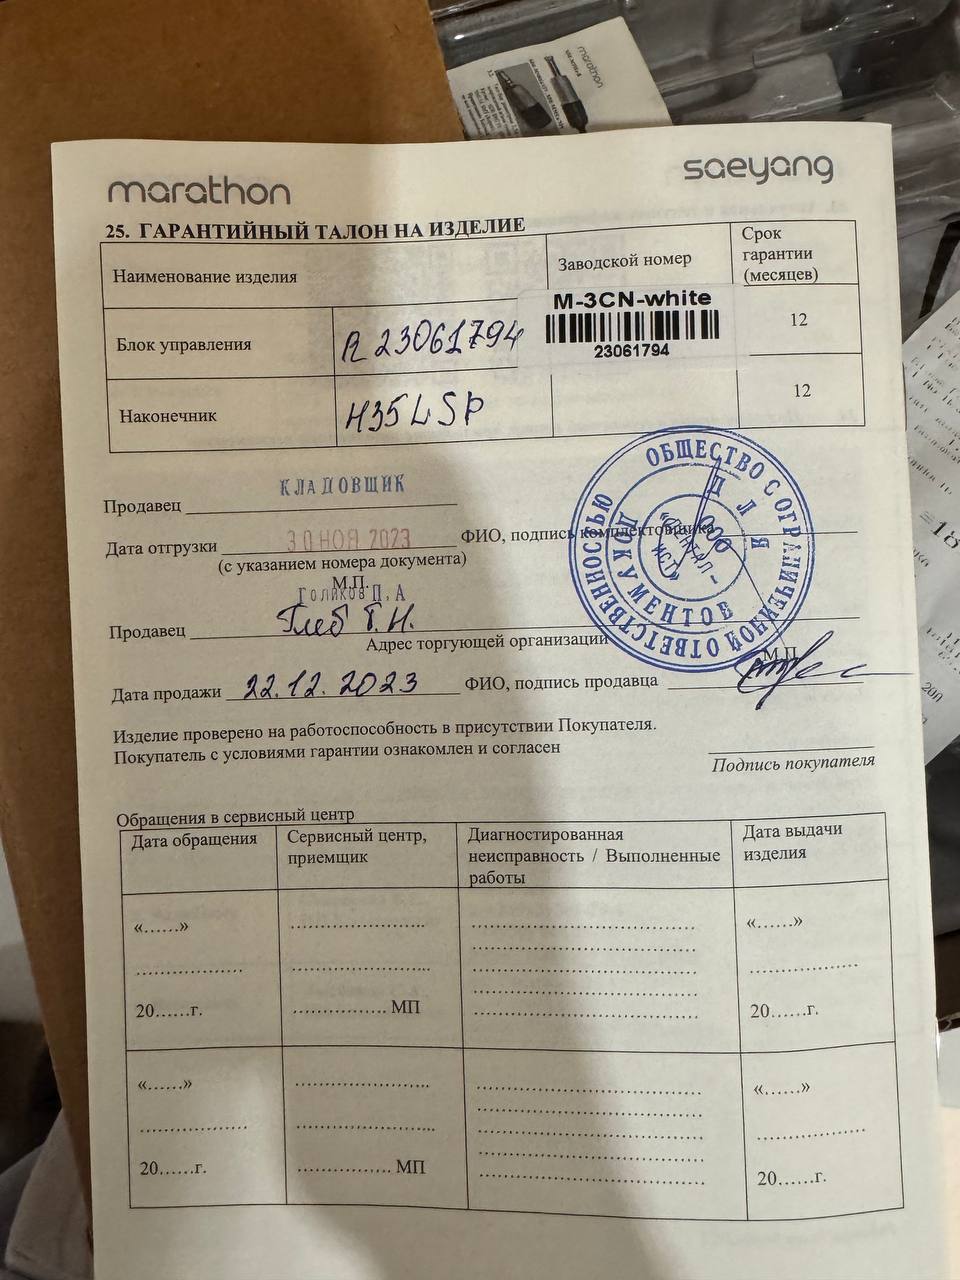 marathon
saeyang
25. ГАРАНТИЙНЫЙ ТАЛОН НА ИЗДЕЛИЕ
Наименование изделия
Заводской номер
Срок гарантии (месяцев)
Блок управления
R23061794
M-3CN-white
23061794
12
Наконечник
H35LSP
12
КЛАДОВЩИК
Продавец
Дата отгрузки 30 НОЯ 2023 ФИО, подпись комплектовщика
(с указанием номера документа)
М.П.
Голиков П.А
Продавец Глеб Г.Н.
Адрес торгующей организации
ОБЩЕСТВО С ОГРАНИЧЕННОЙ ОТВЕТСТВЕННОСТЬЮ
ДЛЯ ДОКУМЕНТОВ
ООО
М.П.
Дата продажи 22.12.2023 ФИО, подпись продавца
Изделие проверено на работоспособность в присутствии Покупателя.
Покупатель с условиями гарантии ознакомлен и согласен
Подпись покупателя
Обращения в сервисный центр
Дата обращения
Сервисный центр, приемщик
Диагностированная неисправность / Выполненные работы
Дата выдачи изделия
«......»
«......»
20......г.
................ МП
20......г.
«......»
«......»
20......г.
................ МП
20......г.
marathon